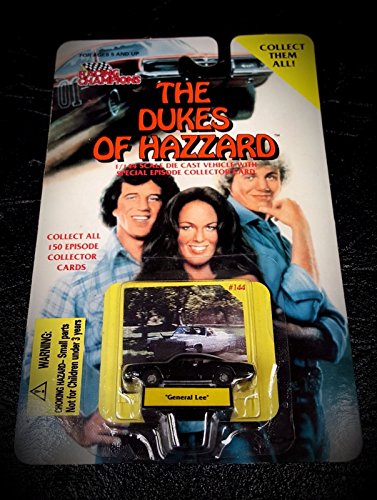 FOR AGES 8 AND UP
RACING
CHAMPIONS
01
COLLECT
THEM
ALL!
THE
DUKES
OF HAZZARD™
1/144 SCALE DIE CAST VEHICLE WITH
SPECIAL EPISODE COLLECTOR CARD
COLLECT ALL
150 EPISODE
COLLECTOR
CARDS
#144
WARNING:
CHOKING HAZARD- Small parts
Not for Children under 3 years
"General Lee"